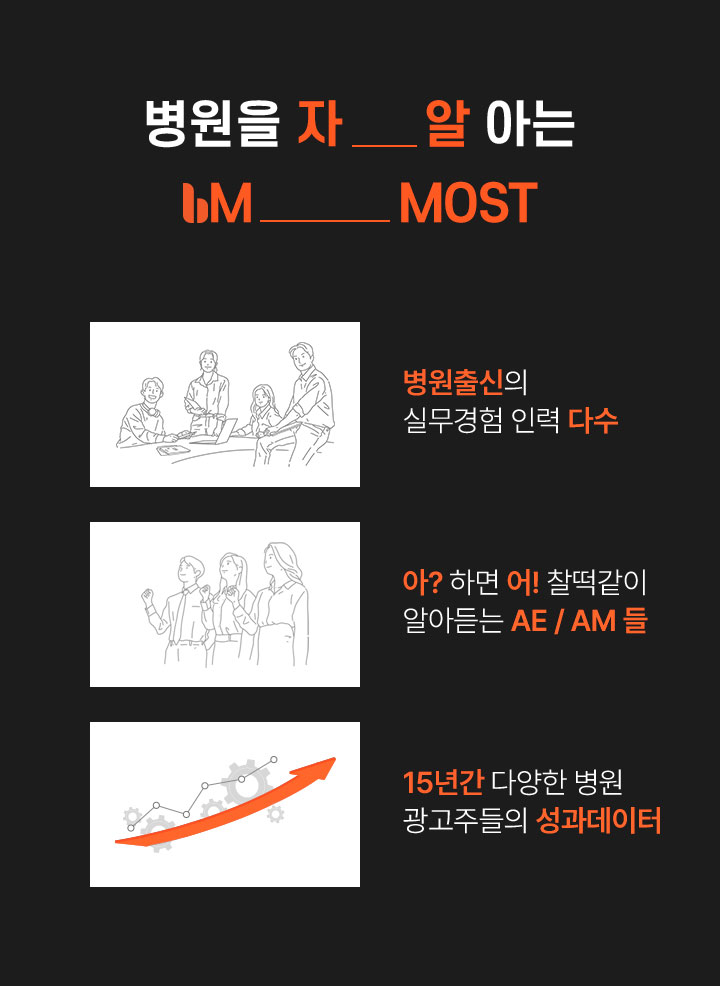 병원을 자 __ 알 아는
bM ____ MOST
병원출신의
실무경험 인력 다수
아? 하면 어! 찰떡같이
알아듣는 AE / AM 들
15년간 다양한 병원
광고주들의 성과데이터